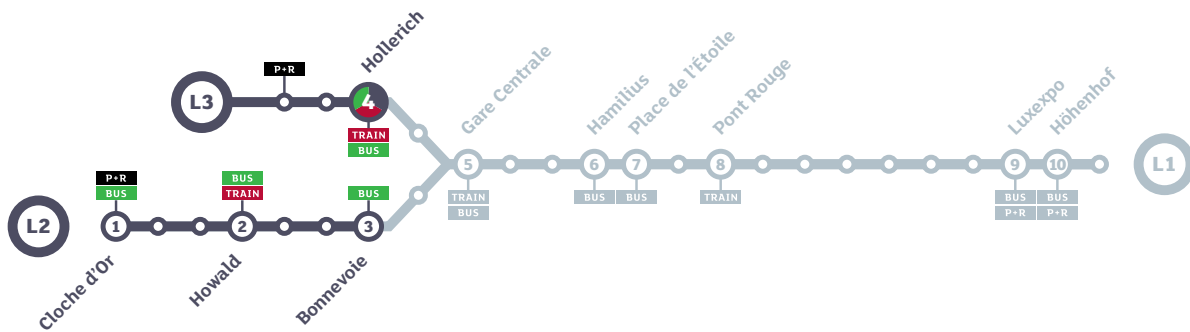 Hollerich
P+R
L3
4
TRAIN
BUS
Gare Centrale
Hamilius
Place de l'Étoile
Pont Rouge
Luxexpo
Höhenhof
5
6
7
8
9
10
L1
TRAIN
BUS
BUS
BUS
TRAIN
BUS
P+R
BUS
P+R
P+R
BUS
BUS
TRAIN
BUS
L2
1
2
3
Cloche d'Or
Howald
Bonnevoie